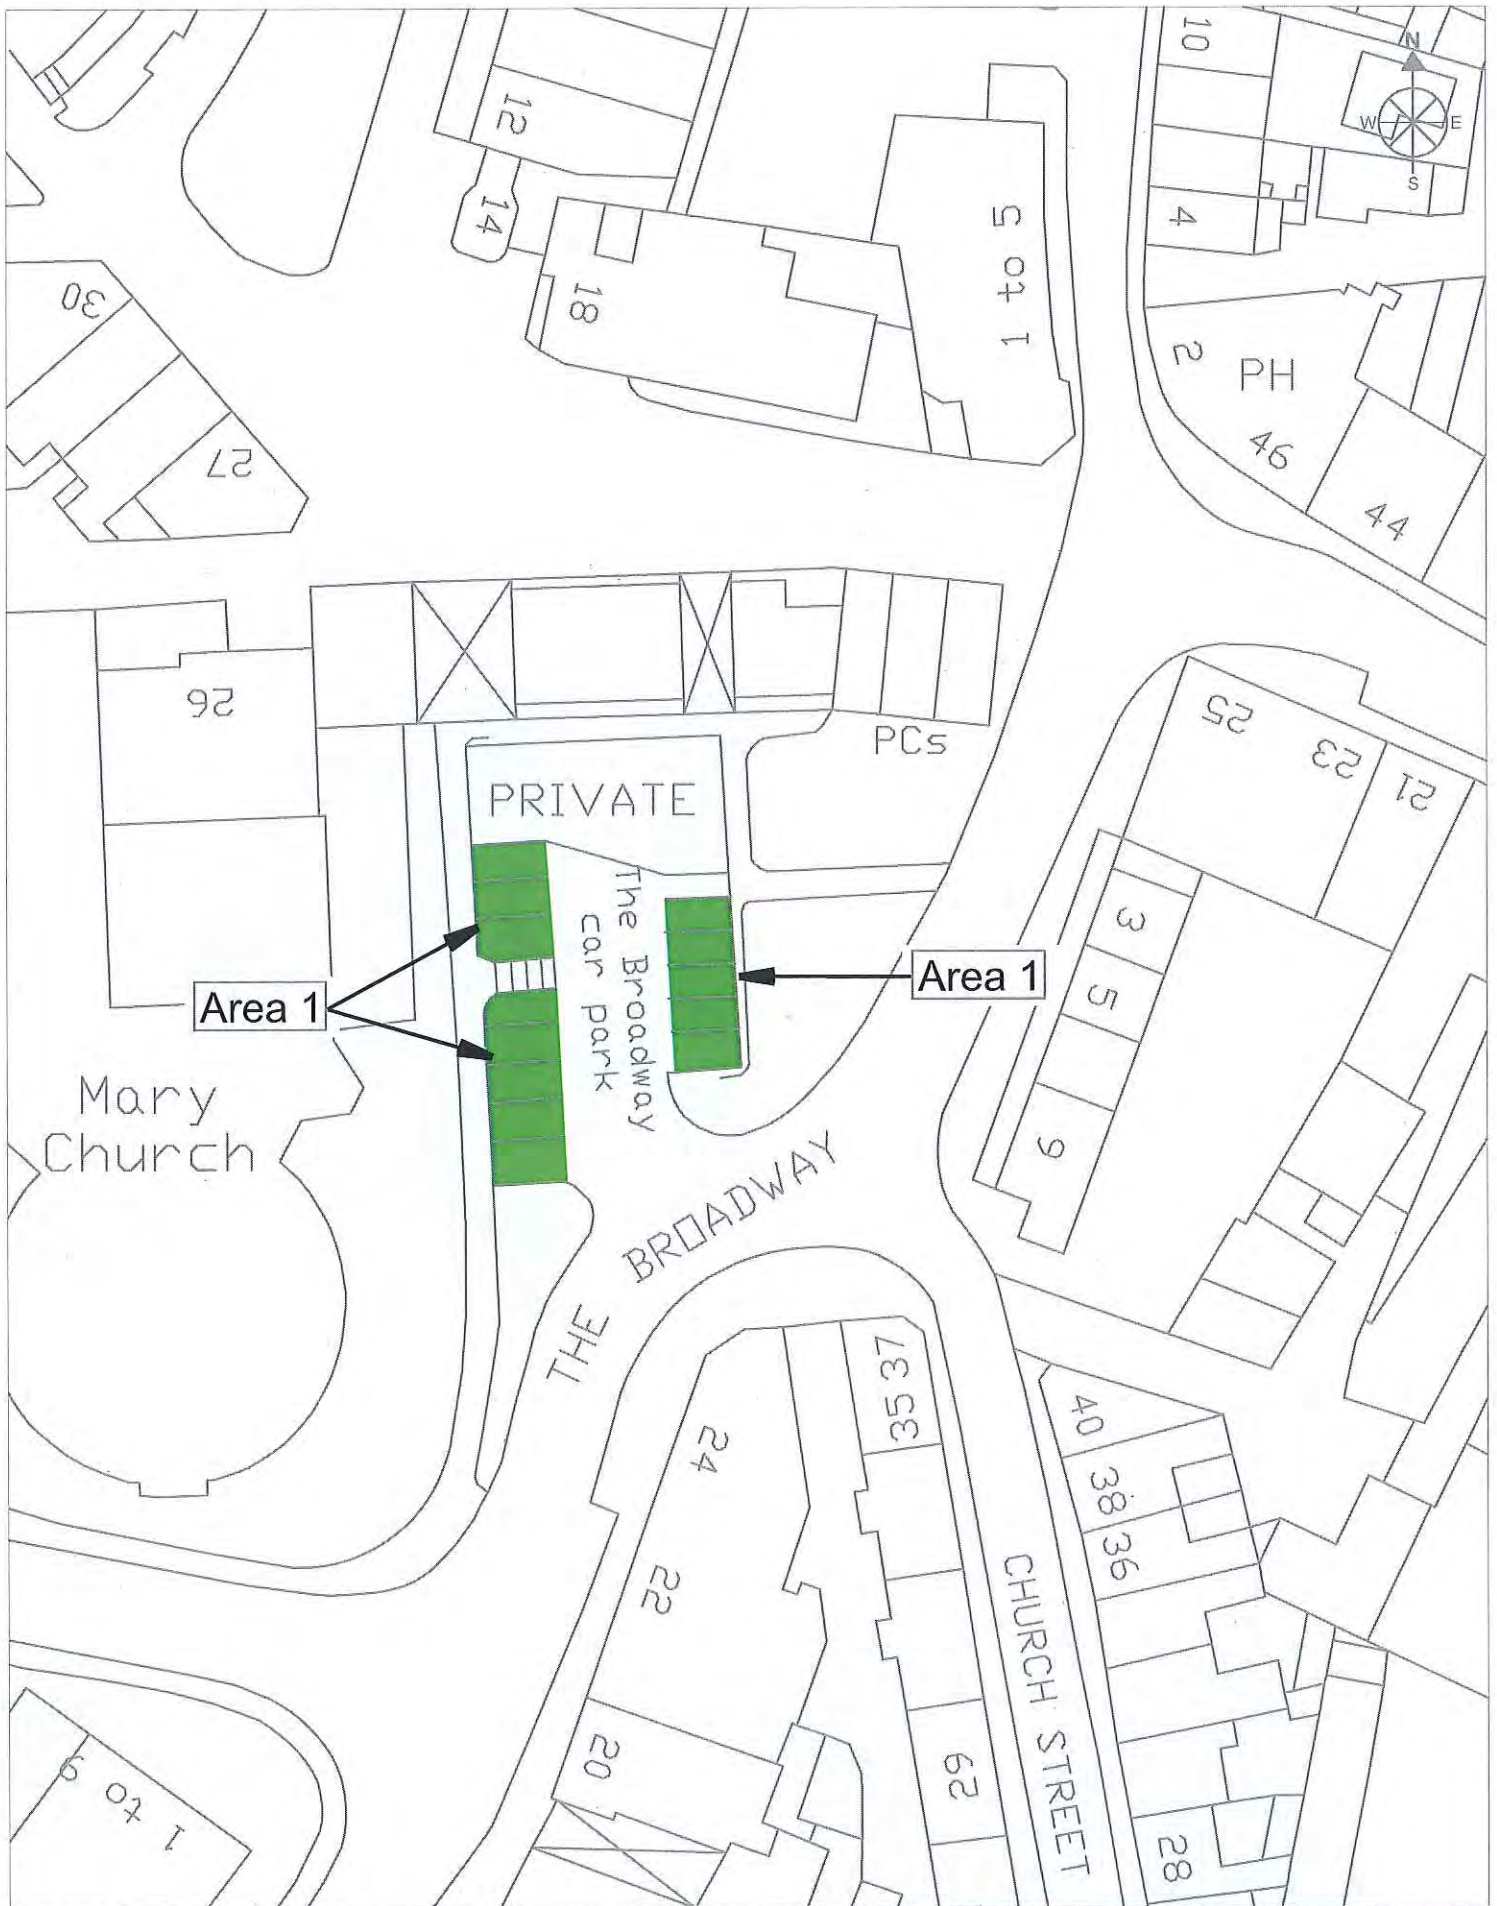 10
N
W E
S
12
14
4
1 to 5
18
30
2
PH
46
27
44
26
25
23
21
PCs
PRIVATE
The Broadway
car park
3
5
9
Area 1
Area 1
Mary
Church
THE BROADWAY
35 37
24
40
38
36
22
CHURCH STREET
20
29
1 to 9
28